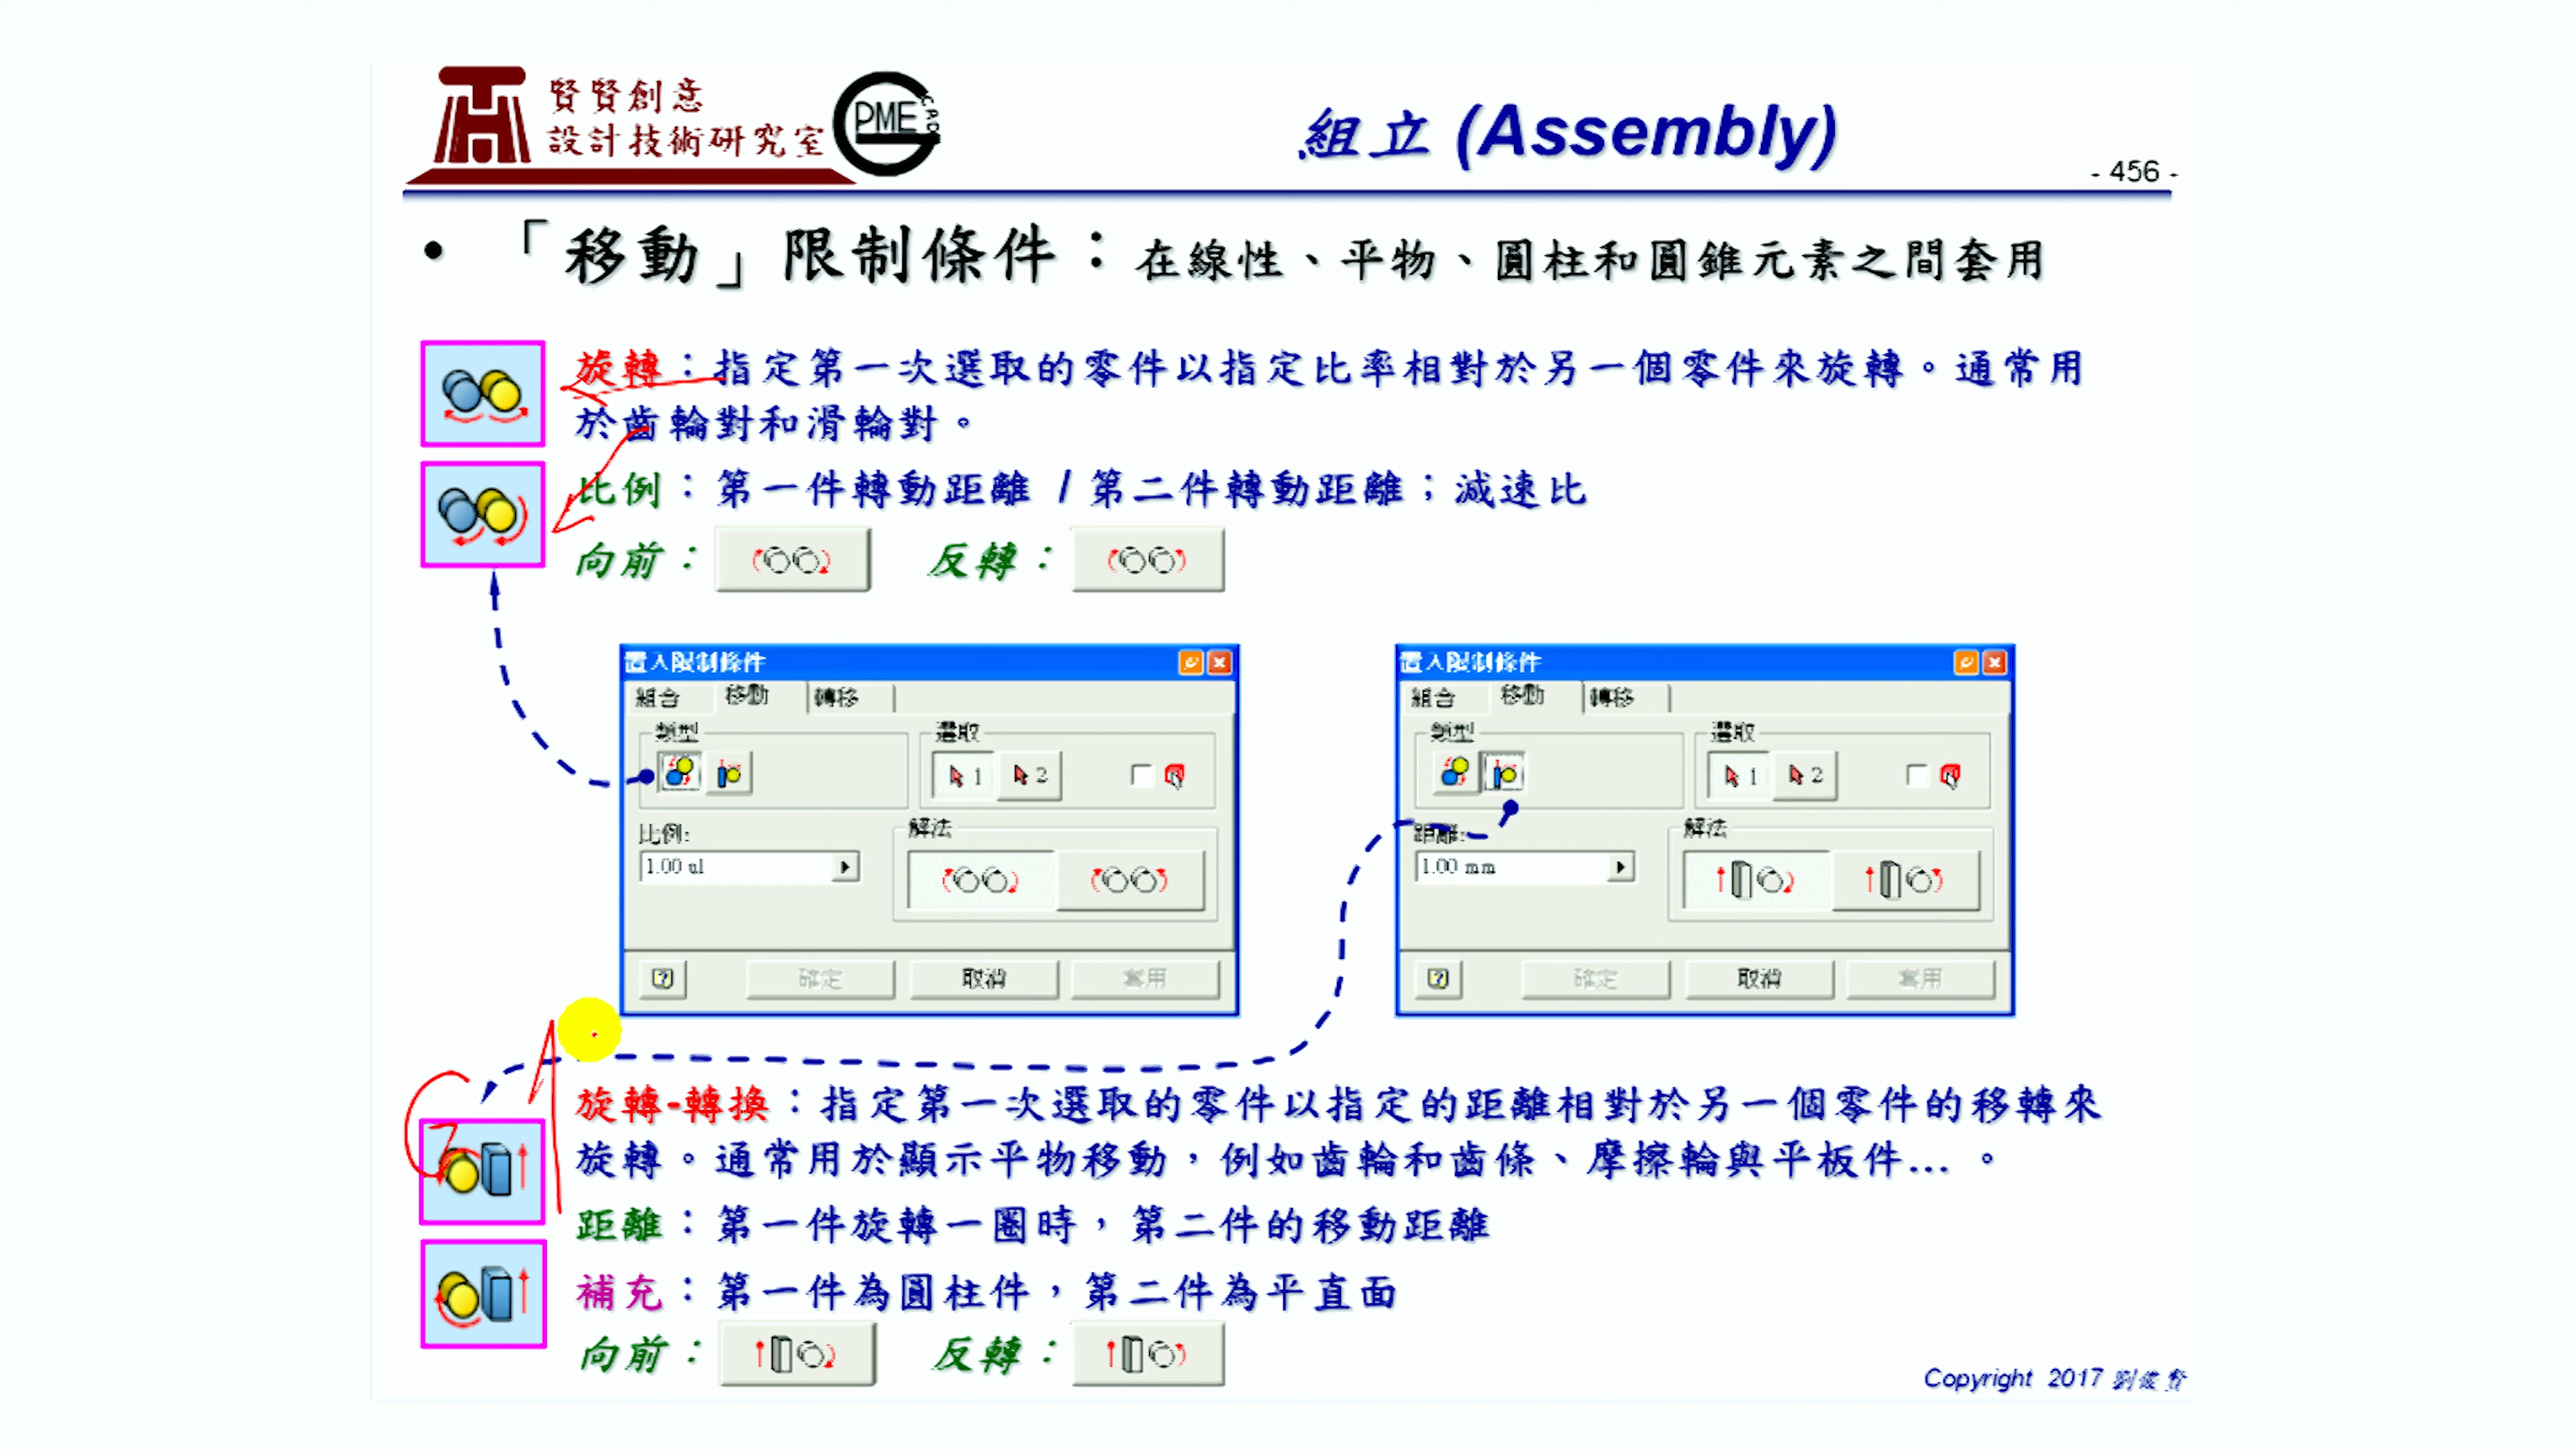 賢賢創意
設計技術研究室
PME
CAD
組立 (Assembly)
- 456 -
• 「移動」限制條件：在線性、平物、圓柱和圓錐元素之間套用
旋轉：指定第一次選取的零件以指定比率相對於另一個零件來旋轉。通常用
於齒輪對和滑輪對。
比例：第一件轉動距離 / 第二件轉動距離；減速比
向前： 反轉：
置入限制條件
組合 移動 轉移
類型 選取
1 2
比例: 解法
1.00 ul
確定 取消 套用
置入限制條件
組合 移動 轉移
類型 選取
1 2
距離: 解法
1.00 mm
確定 取消 套用
旋轉-轉換：指定第一次選取的零件以指定的距離相對於另一個零件的移轉來
旋轉。通常用於顯示平物移動，例如齒輪和齒條、摩擦輪與平板件... 。
距離：第一件旋轉一圈時，第二件的移動距離
補充：第一件為圓柱件，第二件為平直面
向前： 反轉：
Copyright 2017 劉俊賢